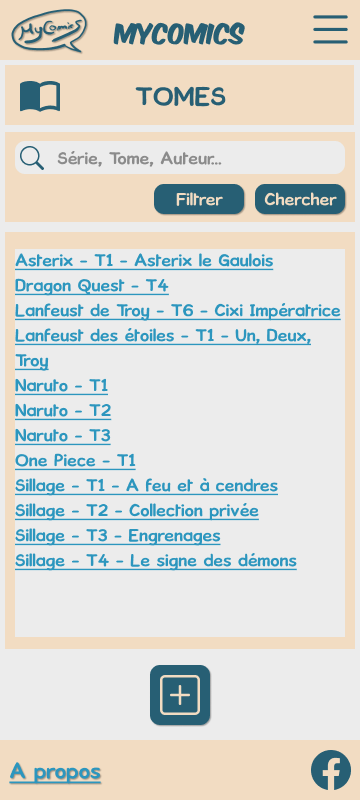 MyComics
MYCOMICS
TOMES
Série, Tome, Auteur...
Filtrer
Chercher
Asterix - T1 - Asterix le Gaulois
Dragon Quest - T4
Lanfeust de Troy - T6 - Cixi Impératrice
Lanfeust des étoiles - T1 - Un, Deux,
Troy
Naruto - T1
Naruto - T2
Naruto - T3
One Piece - T1
Sillage - T1 - A feu et à cendres
Sillage - T2 - Collection privée
Sillage - T3 - Engrenages
Sillage - T4 - Le signe des démons
A propos